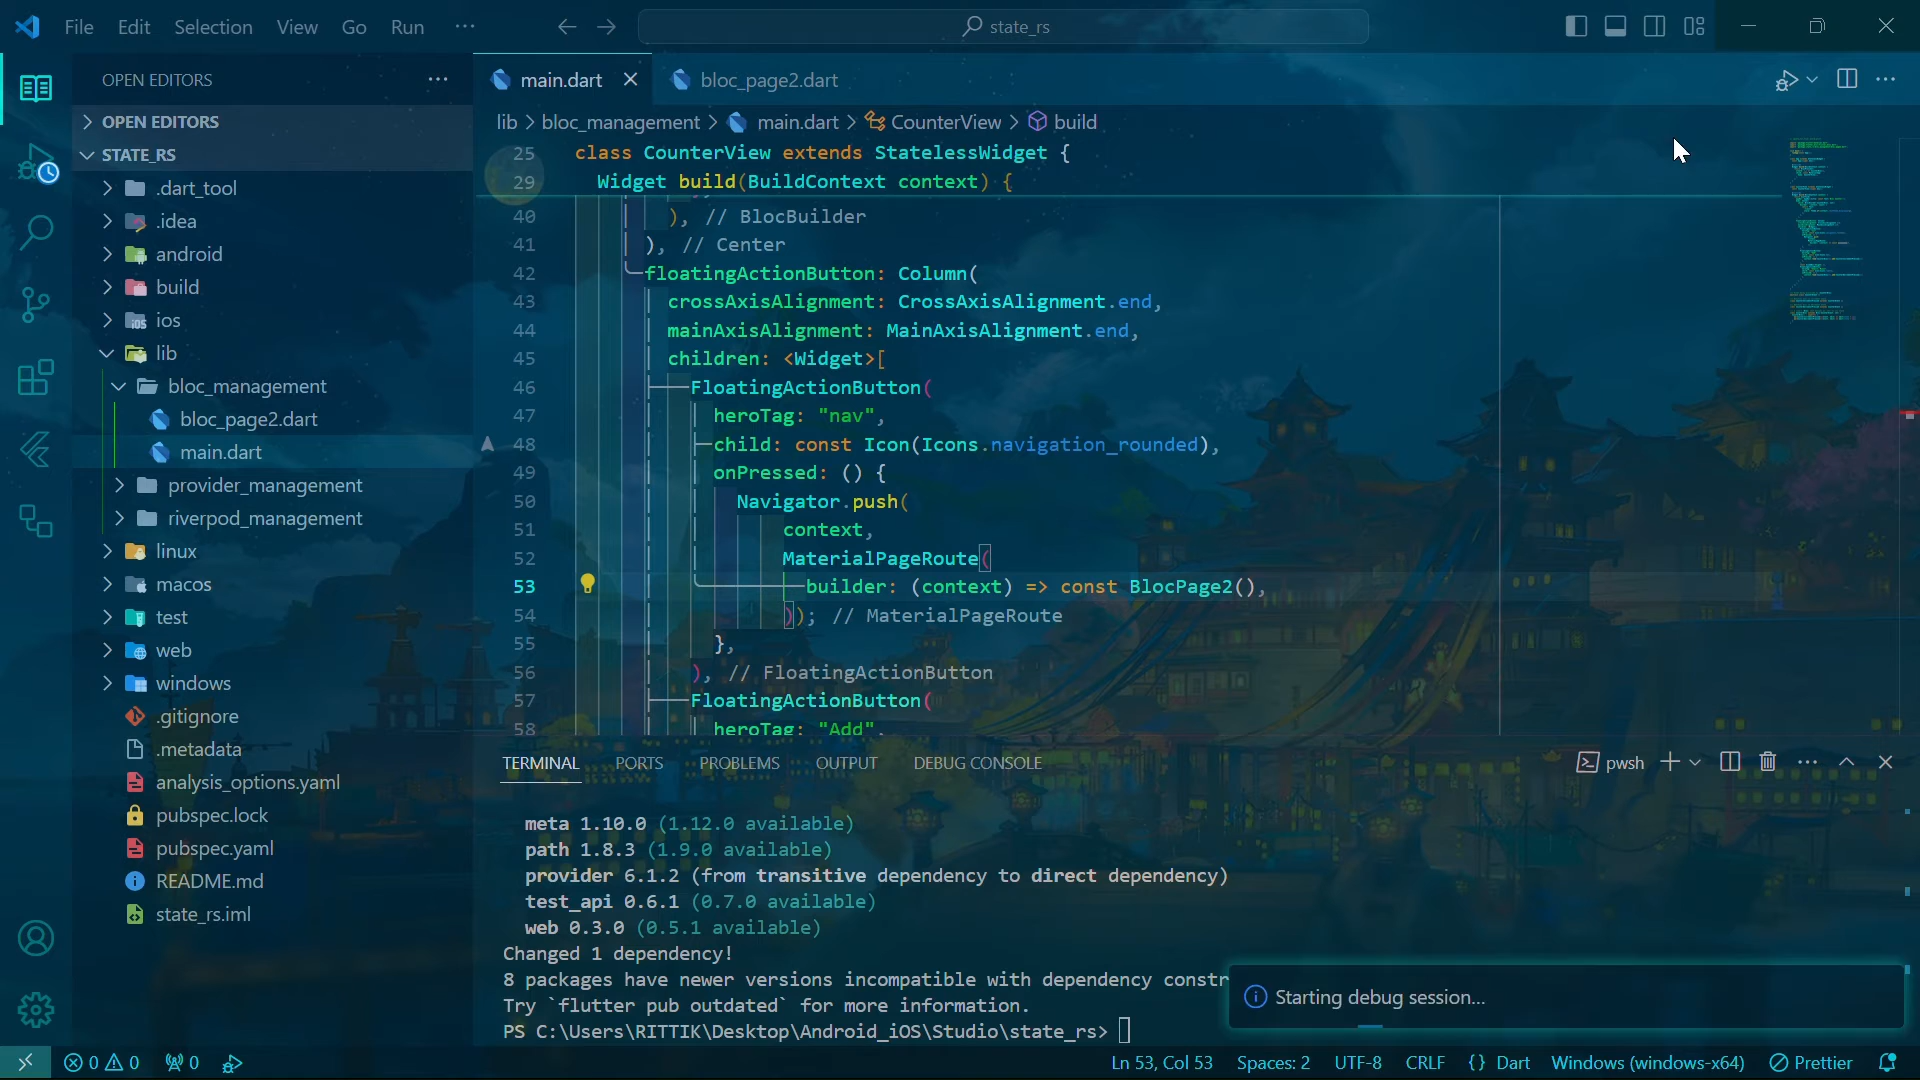 File Edit Selection View Go Run ··· state_rs
OPEN EDITORS ···
OPEN EDITORS
STATE_RS
.dart_tool
.idea
android
build
ios
lib
bloc_management
bloc_page2.dart
main.dart
provider_management
riverpod_management
linux
macos
test
web
windows
.gitignore
.metadata
analysis_options.yaml
pubspec.lock
pubspec.yaml
README.md
state_rs.iml
main.dart bloc_page2.dart
lib > bloc_management > main.dart > CounterView > build
25 class CounterView extends StatelessWidget {
29 Widget build(BuildContext context) {
40 ), // BlocBuilder
41 ), // Center
42 floatingActionButton: Column(
43 crossAxisAlignment: CrossAxisAlignment.end,
44 mainAxisAlignment: MainAxisAlignment.end,
45 children: <Widget>[
46 FloatingActionButton(
47 heroTag: "nav",
48 child: const Icon(Icons.navigation_rounded),
49 onPressed: () {
50 Navigator.push(
51 context,
52 MaterialPageRoute(
53 builder: (context) => const BlocPage2(),
54 )); // MaterialPageRoute
55 },
56 ), // FloatingActionButton
57 FloatingActionButton(
58 heroTag: "Add",
TERMINAL PORTS PROBLEMS OUTPUT DEBUG CONSOLE pwsh
meta 1.10.0 (1.12.0 available)
path 1.8.3 (1.9.0 available)
provider 6.1.2 (from transitive dependency to direct dependency)
test_api 0.6.1 (0.7.0 available)
web 0.3.0 (0.5.1 available)
Changed 1 dependency!
8 packages have newer versions incompatible with dependency constr
Try `flutter pub outdated` for more information.
PS C:\Users\RITTIK\Desktop\Android_iOS\Studio\state_rs>
Starting debug session...
0 0 0 Ln 53, Col 53 Spaces: 2 UTF-8 CRLF {} Dart Windows (windows-x64) Prettier